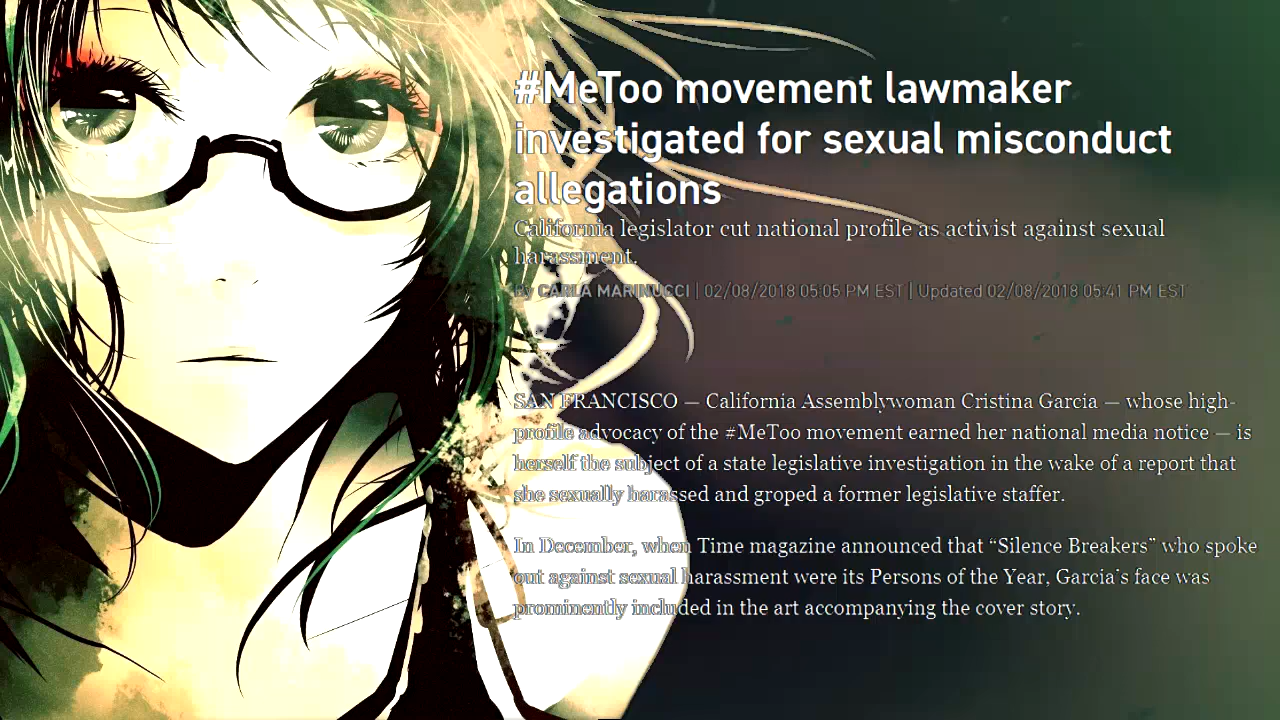 #MeToo movement lawmaker
investigated for sexual misconduct
allegations
California legislator cut national profile as activist against sexual
harassment.
By CARLA MARINUCCI | 02/08/2018 05:05 PM EST | Updated 02/08/2018 05:41 PM EST
SAN FRANCISCO — California Assemblywoman Cristina Garcia — whose high-
profile advocacy of the #MeToo movement earned her national media notice — is
herself the subject of a state legislative investigation in the wake of a report that
she sexually harassed and groped a former legislative staffer.
In December, when Time magazine announced that “Silence Breakers” who spoke
out against sexual harassment were its Persons of the Year, Garcia’s face was
prominently included in the art accompanying the cover story.